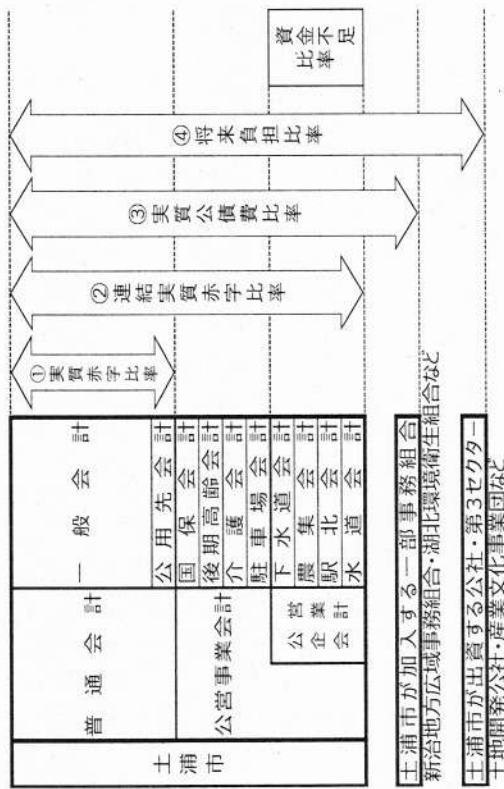 土浦市
普通会計
公営事業会計
公営企業会計
一般会計
公用先会計
国保会計
後期高齢会計
介護会計
駐車場会計
下水道会計
農集会計
駅北会計
水道会計
①実質赤字比率
②連結実質赤字比率
③実質公債費比率
④将来負担比率
資金不足比率
土浦市が加入する一部事務組合
新治地方広域事務組合・湖北環境衛生組合など
土浦市が出資する公社・第3セクター
土地開発公社・産業文化事業団など